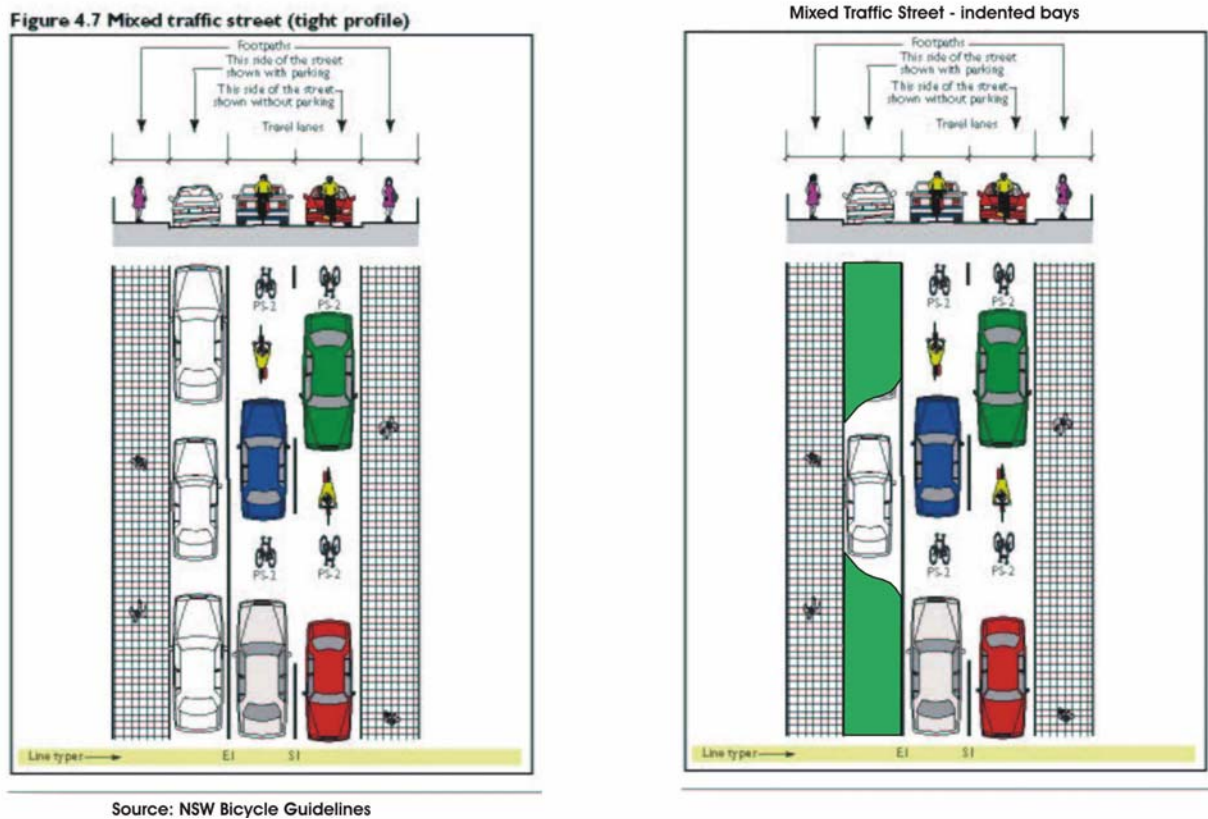 Figure 4.7 Mixed traffic street (tight profile)
Footpaths
This side of the street
shown with parking
This side of the street
shown without parking
Travel lanes
PS-2 PS-2
PS-2 PS-2
Line types E1 S1
Source: NSW Bicycle Guidelines
Mixed Traffic Street - indented bays
Footpaths
This side of the street
shown with parking
This side of the street
shown without parking
Travel lanes
PS-2 PS-2
PS-2 PS-2
Line types E1 S1